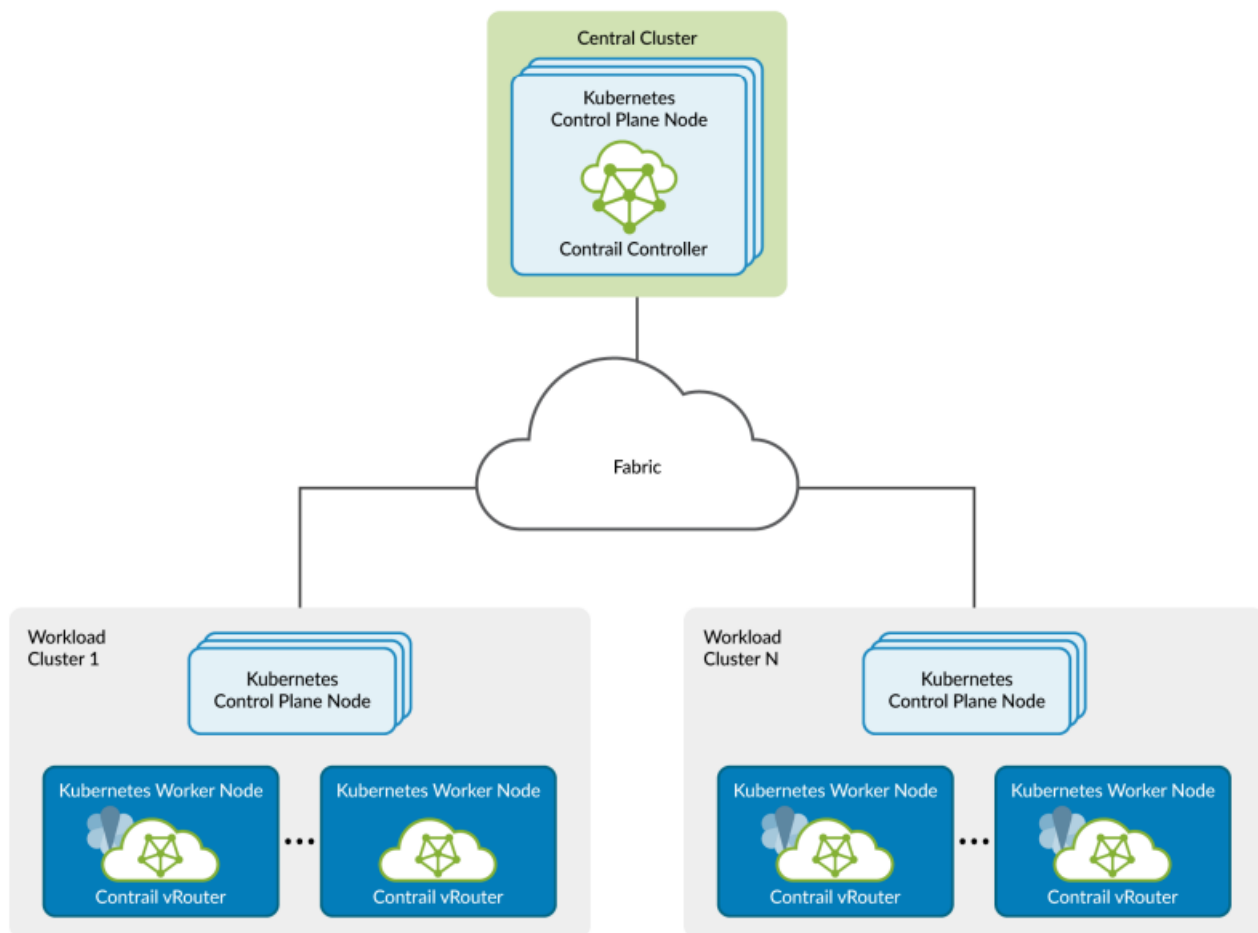 Central Cluster
Kubernetes
Control Plane Node
Contrail Controller
Fabric
Workload
Cluster 1
Kubernetes
Control Plane Node
Kubernetes Worker Node
Contrail vRouter
Kubernetes Worker Node
Contrail vRouter
Workload
Cluster N
Kubernetes
Control Plane Node
Kubernetes Worker Node
Contrail vRouter
Kubernetes Worker Node
Contrail vRouter